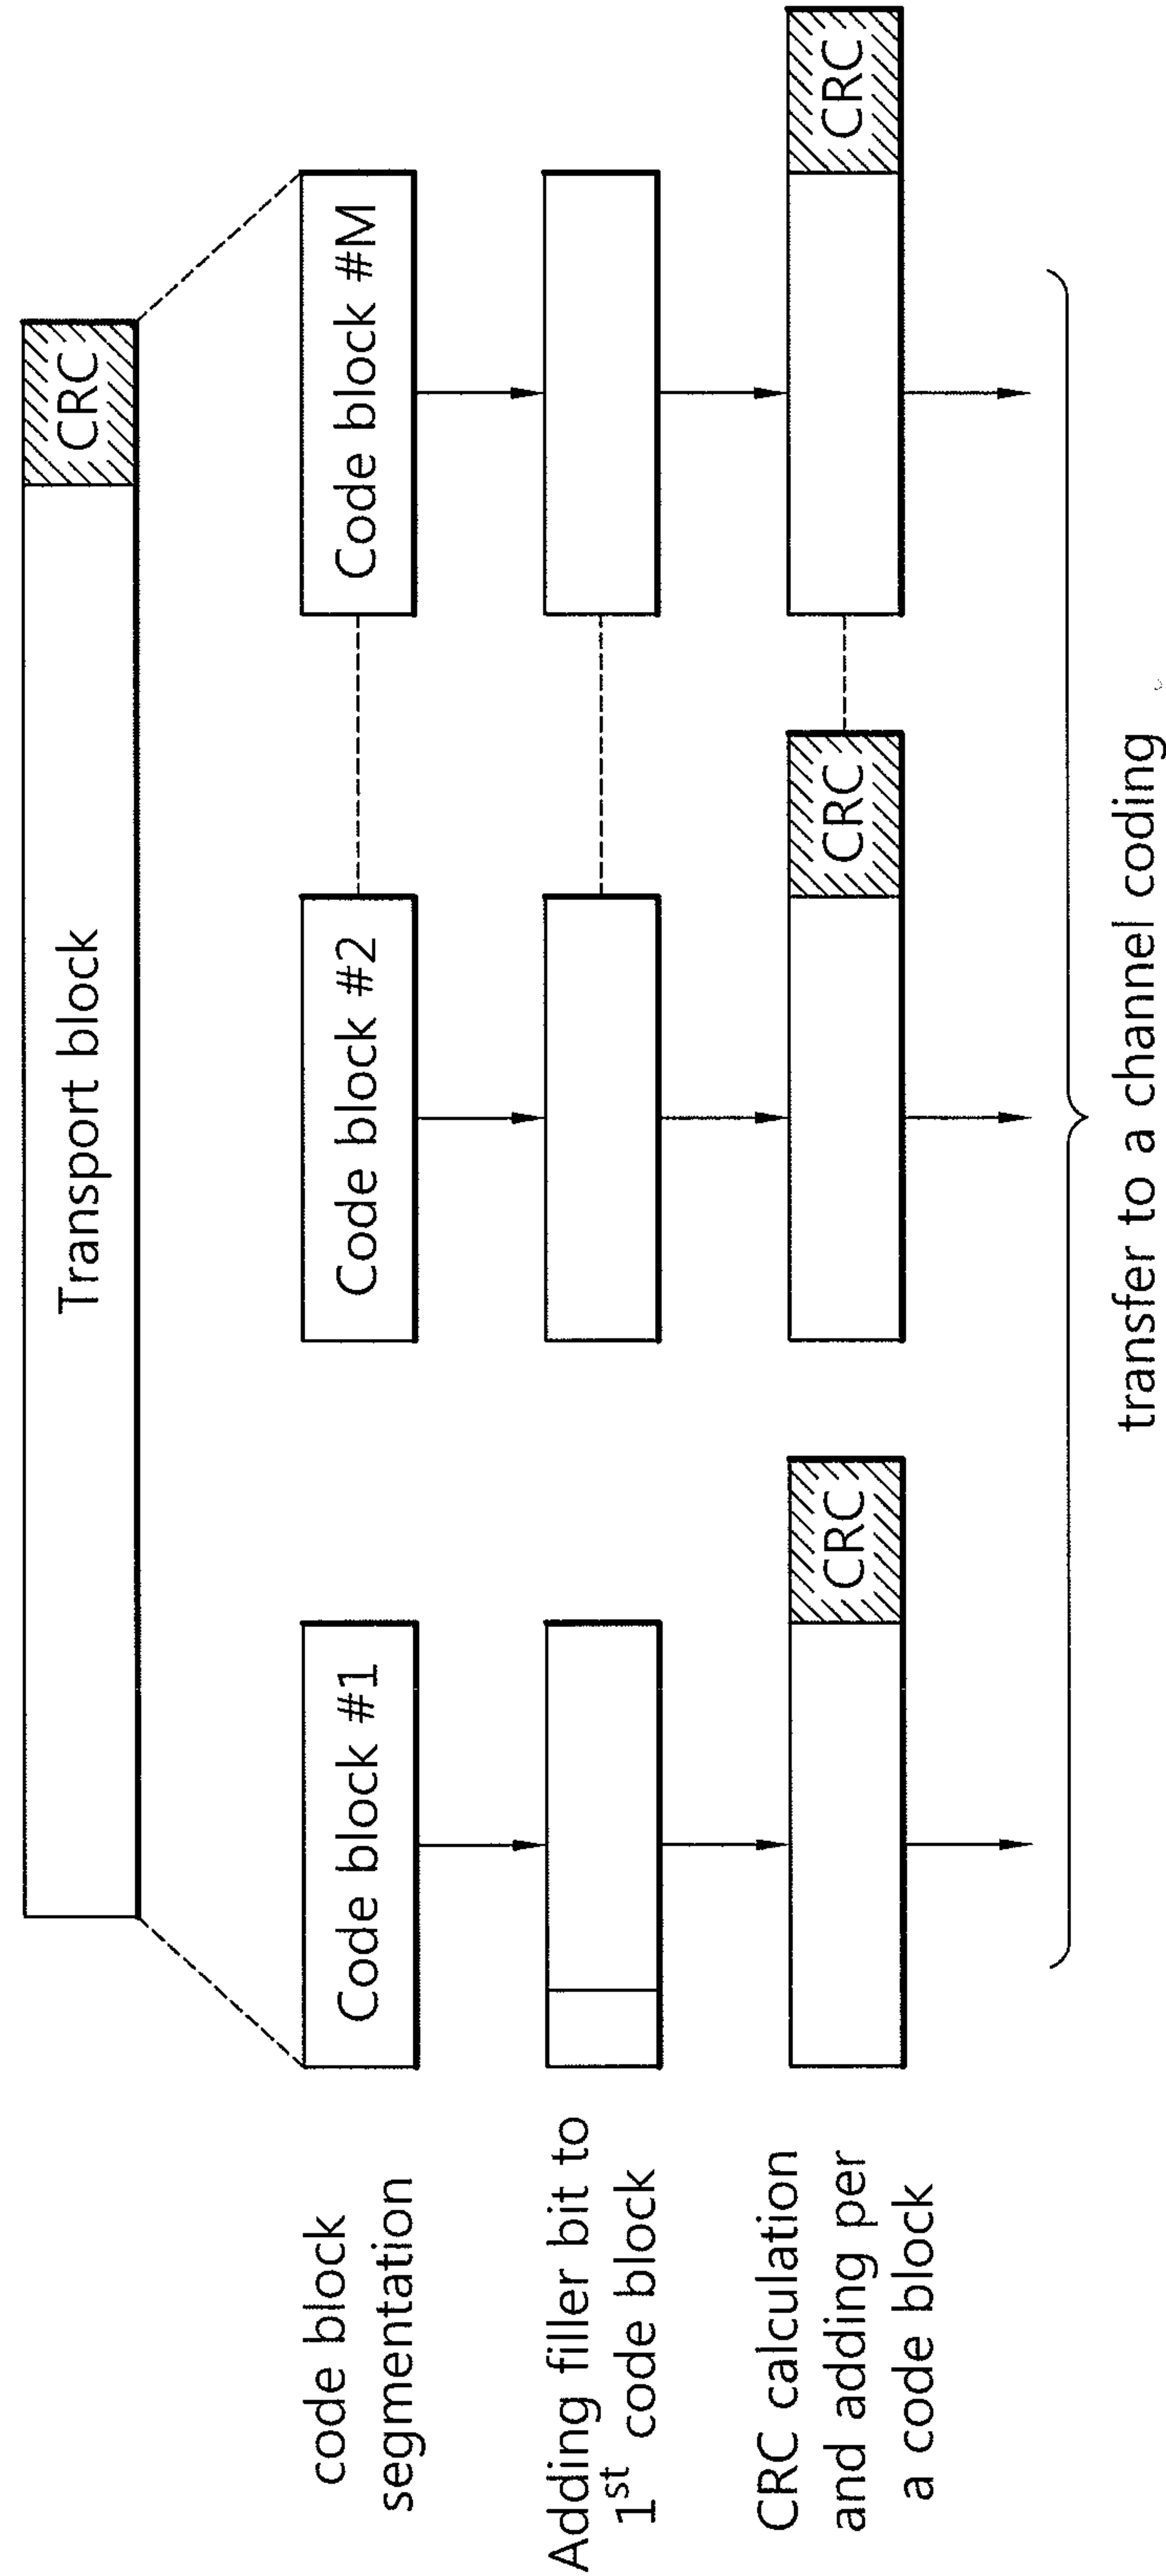 Transport block
CRC
code block
segmentation
Code block #1
Code block #2
Code block #M
Adding filler bit to
1st code block
CRC calculation
and adding per
a code block
CRC
CRC
CRC
transfer to a channel coding